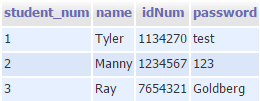 student_num name idNum password
1 Tyler 1134270 test
2 Manny 1234567 123
3 Ray 7654321 Goldberg